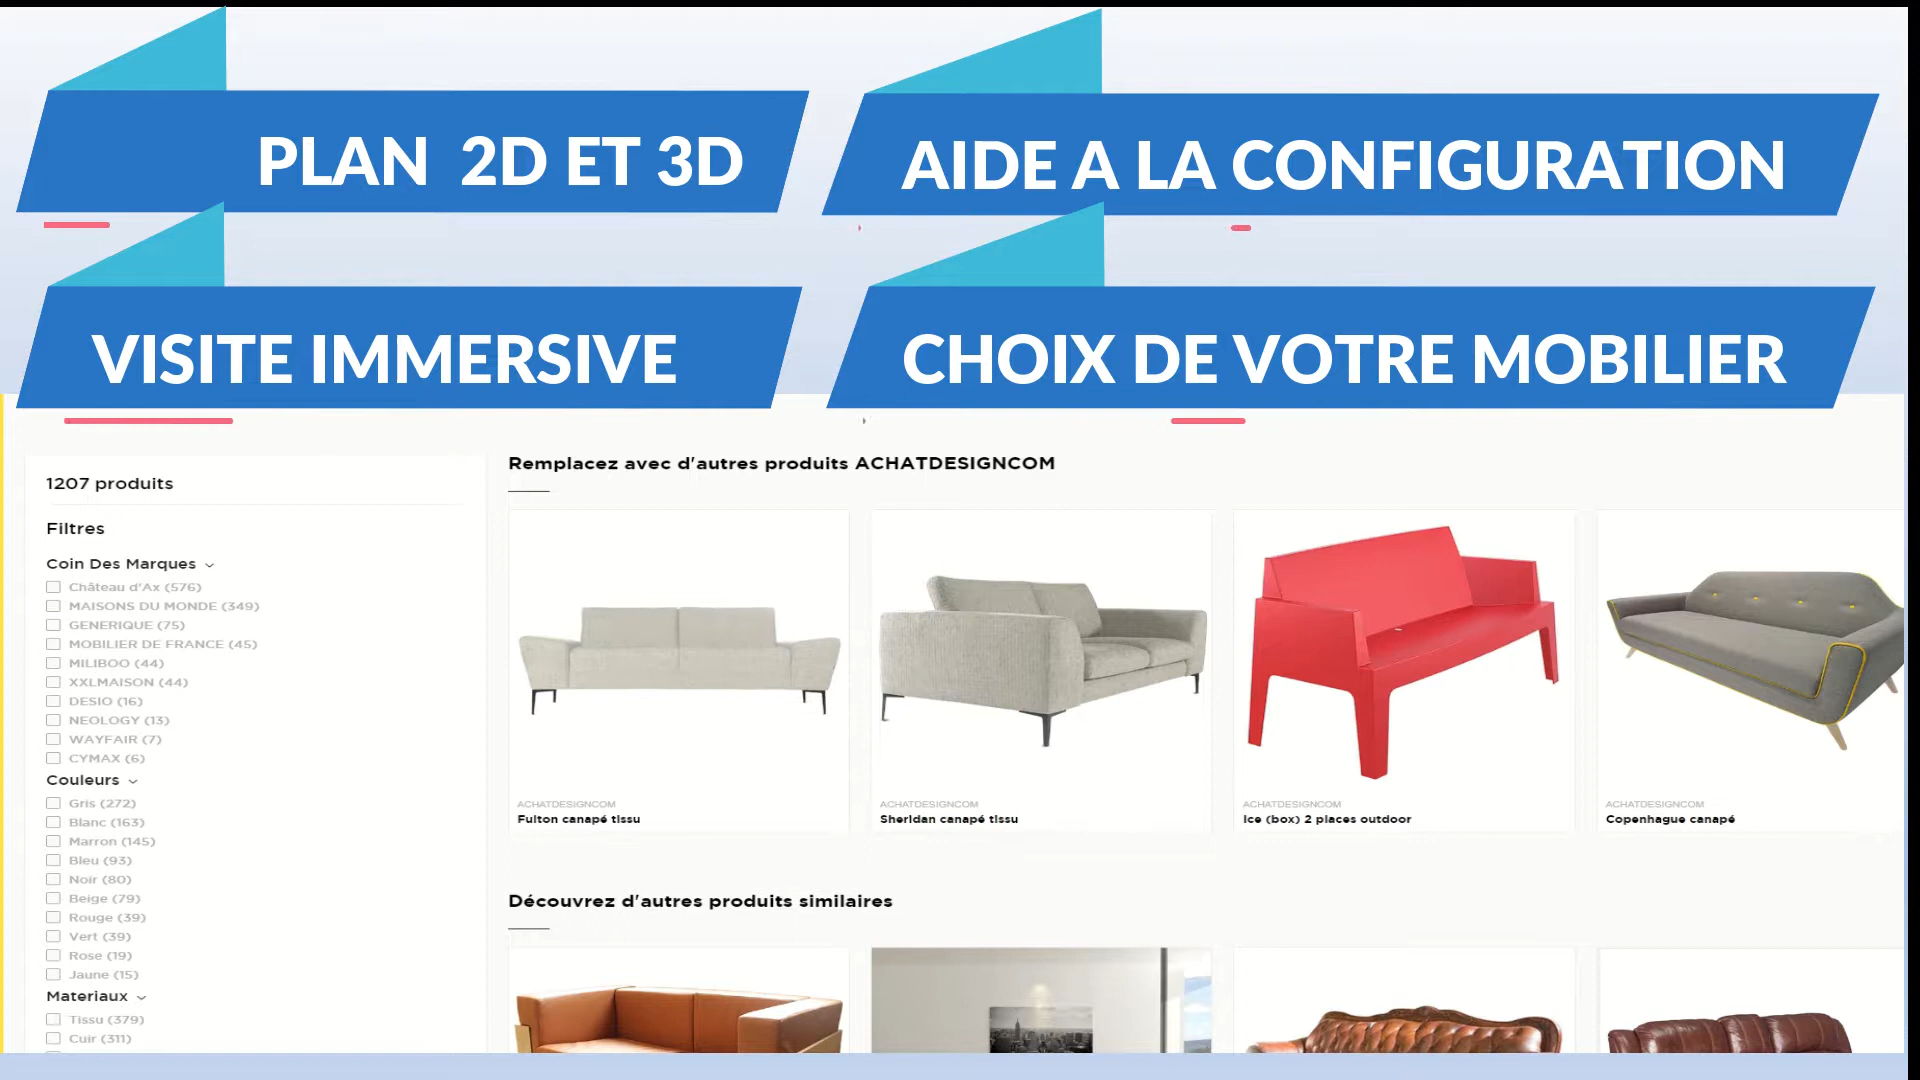 PLAN 2D ET 3D
AIDE A LA CONFIGURATION
VISITE IMMERSIVE
CHOIX DE VOTRE MOBILIER
1207 produits
Filtres
Coin Des Marques
Château d'Ax (576)
MAISONS DU MONDE (349)
GENERIQUE (75)
MOBILIER DE FRANCE (45)
MILIBOO (44)
XXLMAISON (44)
DESIO (16)
NEOLOGY (13)
WAYFAIR (7)
CYMAX (6)
Couleurs
Gris (272)
Blanc (163)
Marron (145)
Bleu (93)
Noir (80)
Beige (79)
Rouge (39)
Vert (39)
Rose (19)
Jaune (15)
Materiaux
Tissu (379)
Cuir (311)
Remplacez avec d'autres produits ACHATDESIGNCOM
ACHATDESIGNCOM
Fulton canapé tissu
ACHATDESIGNCOM
Sheridan canapé tissu
ACHATDESIGNCOM
Ice (box) 2 places outdoor
ACHATDESIGNCOM
Copenhague canapé
Découvrez d'autres produits similaires